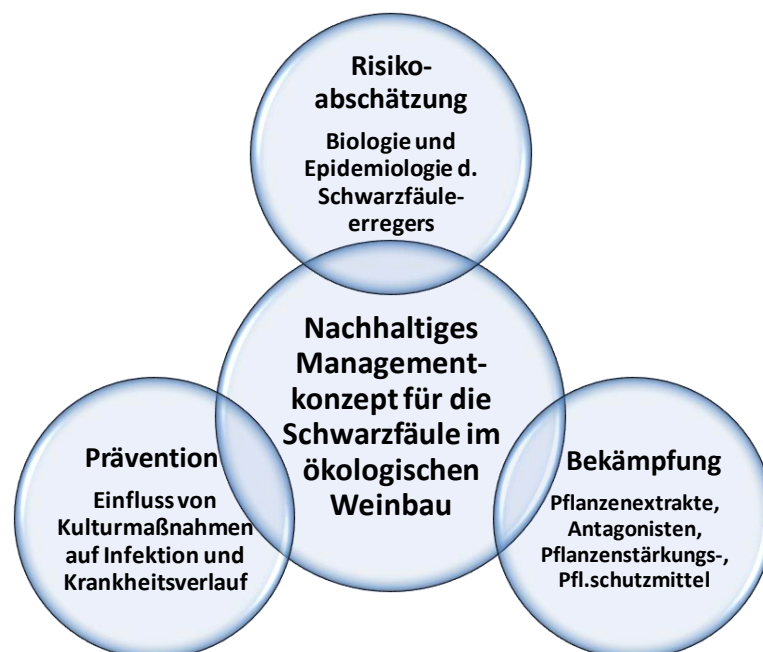 Risiko-
abschätzung
Biologie und
Epidemiologie d.
Schwarzfäule-
erregers
Nachhaltiges
Management-
konzept für die
Schwarzfäule im
ökologischen
Weinbau
Prävention
Einfluss von
Kulturmaßnahmen
auf Infektion und
Krankheitsverlauf
Bekämpfung
Pflanzenextrakte,
Antagonisten,
Pflanzenstärkungs-,
Pfl.schutzmittel